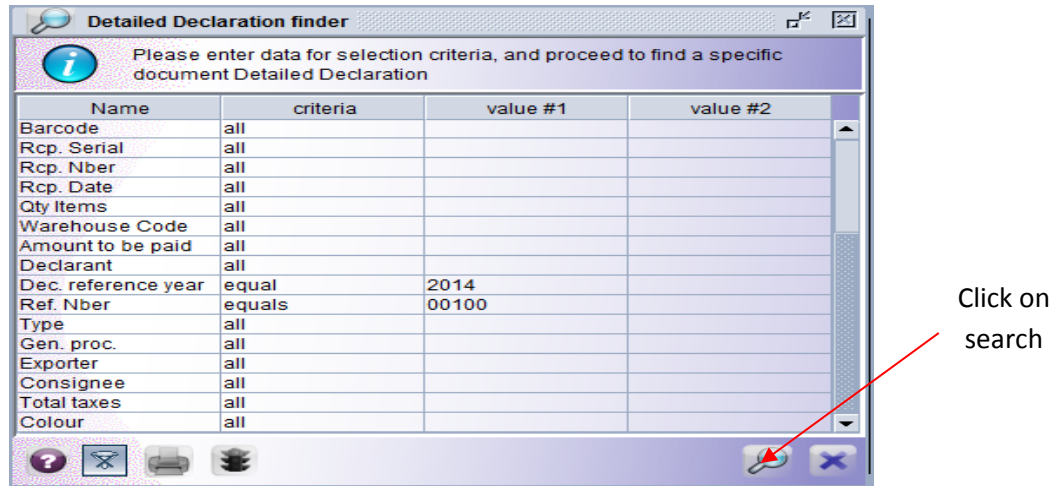 Detailed Declaration finder
Please enter data for selection criteria, and proceed to find a specific
document Detailed Declaration
Name criteria value #1 value #2
Barcode all
Rcp. Serial all
Rcp. Nber all
Rcp. Date all
Qty Items all
Warehouse Code all
Amount to be paid all
Declarant all
Dec. reference year equal 2014
Ref. Nber equals 00100
Type all
Gen. proc. all
Exporter all
Consignee all
Total taxes all
Colour all
Click on
search